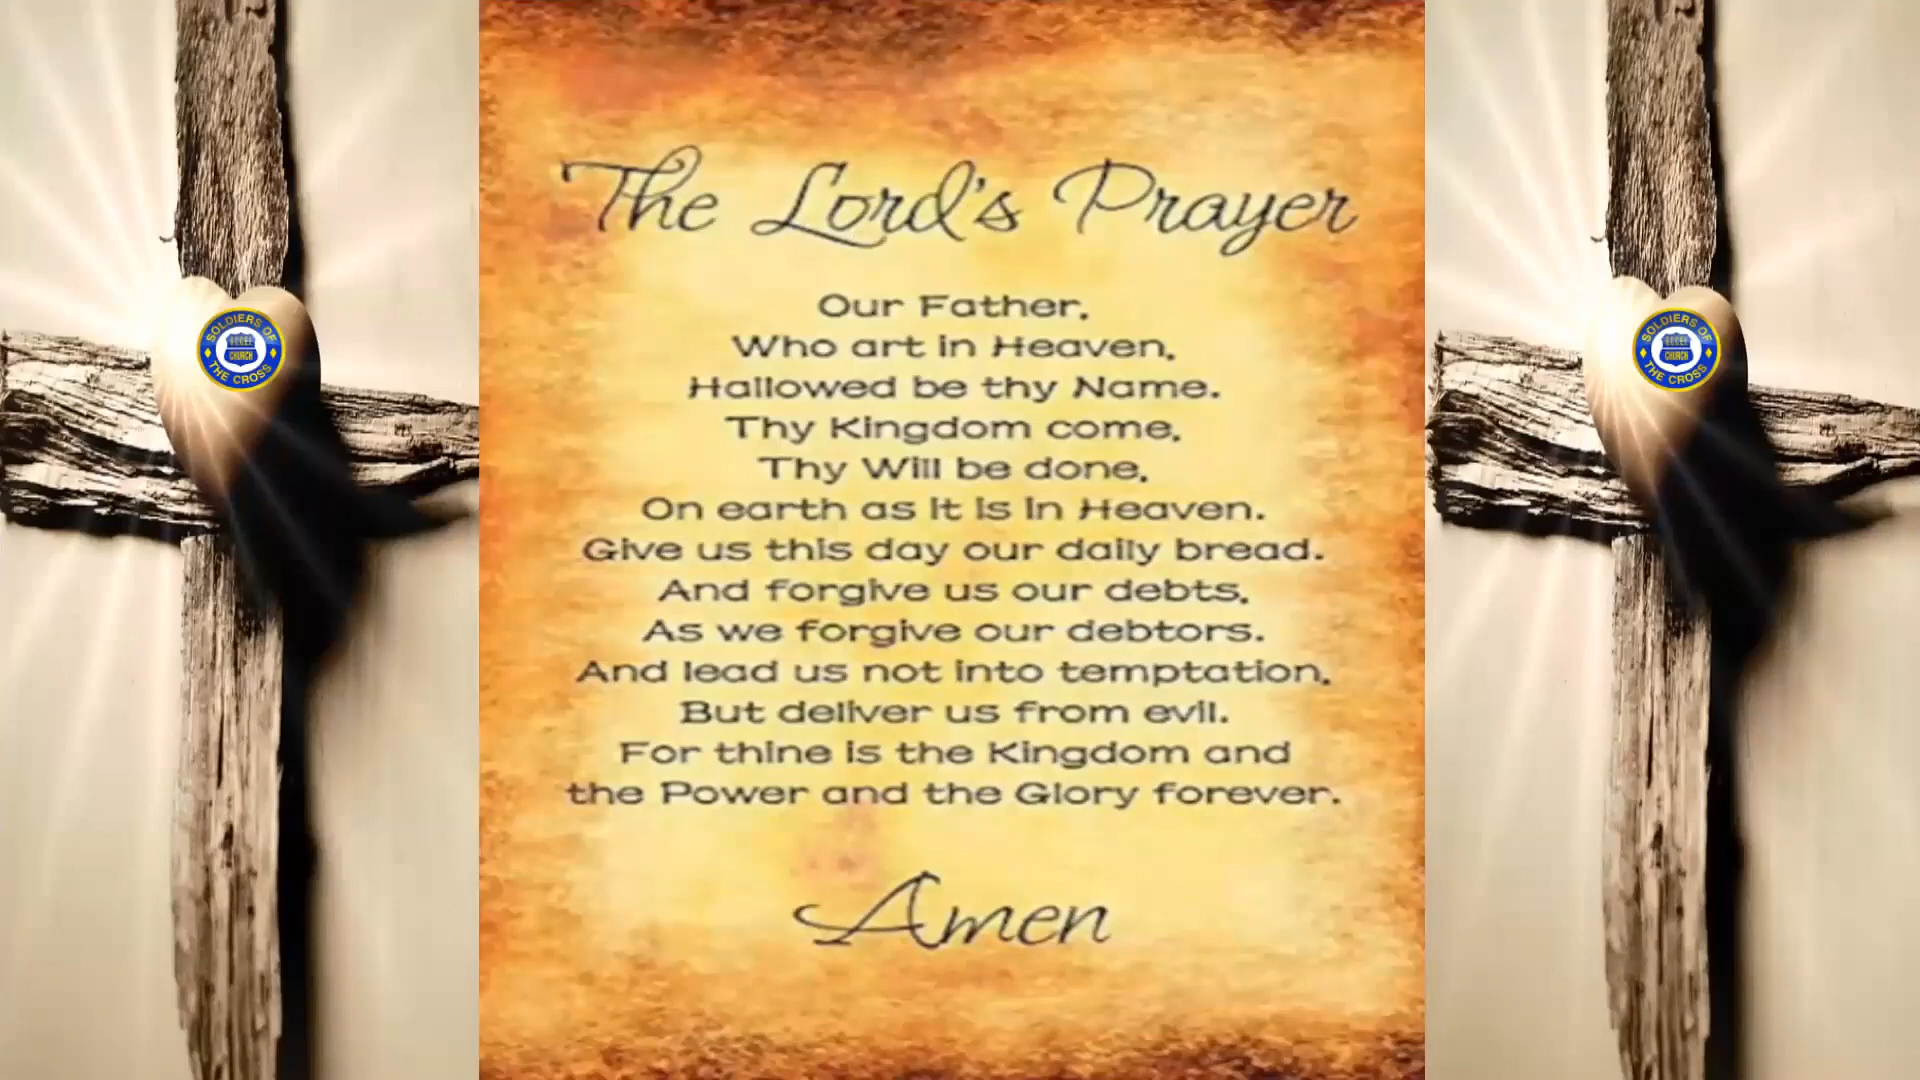 The Lord's Prayer
Our Father,
Who art in Heaven,
Hallowed be thy Name.
Thy Kingdom come,
Thy Will be done,
On earth as it is in Heaven.
Give us this day our daily bread.
And forgive us our debts,
As we forgive our debtors.
And lead us not into temptation,
But deliver us from evil.
For thine is the Kingdom and
the Power and the Glory forever.
Amen
SOLDIERS OF
CHURCH
THE CROSS
SOLDIERS OF
CHURCH
THE CROSS